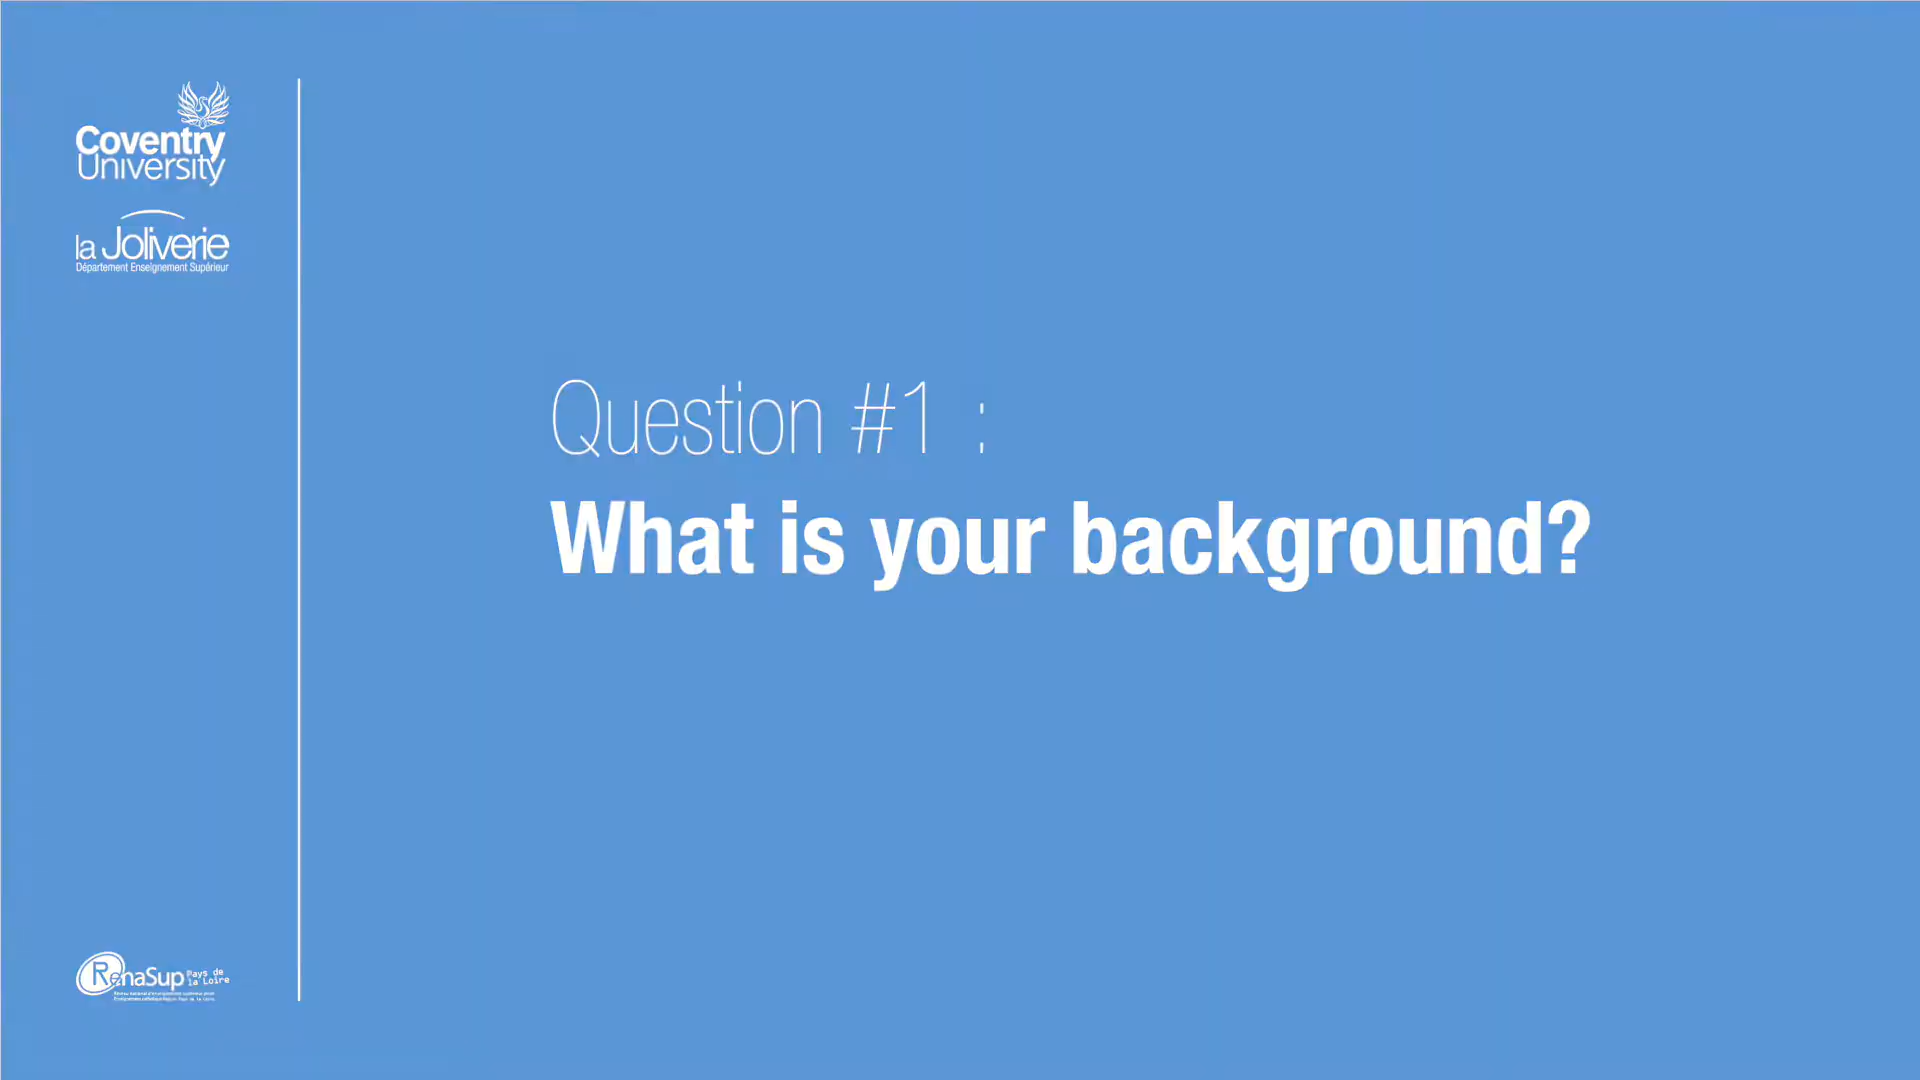 Coventry
University
la Joliverie
Département Enseignement Supérieur
Question #1 :
What is your background?
RenaSup Pays de
la Loire